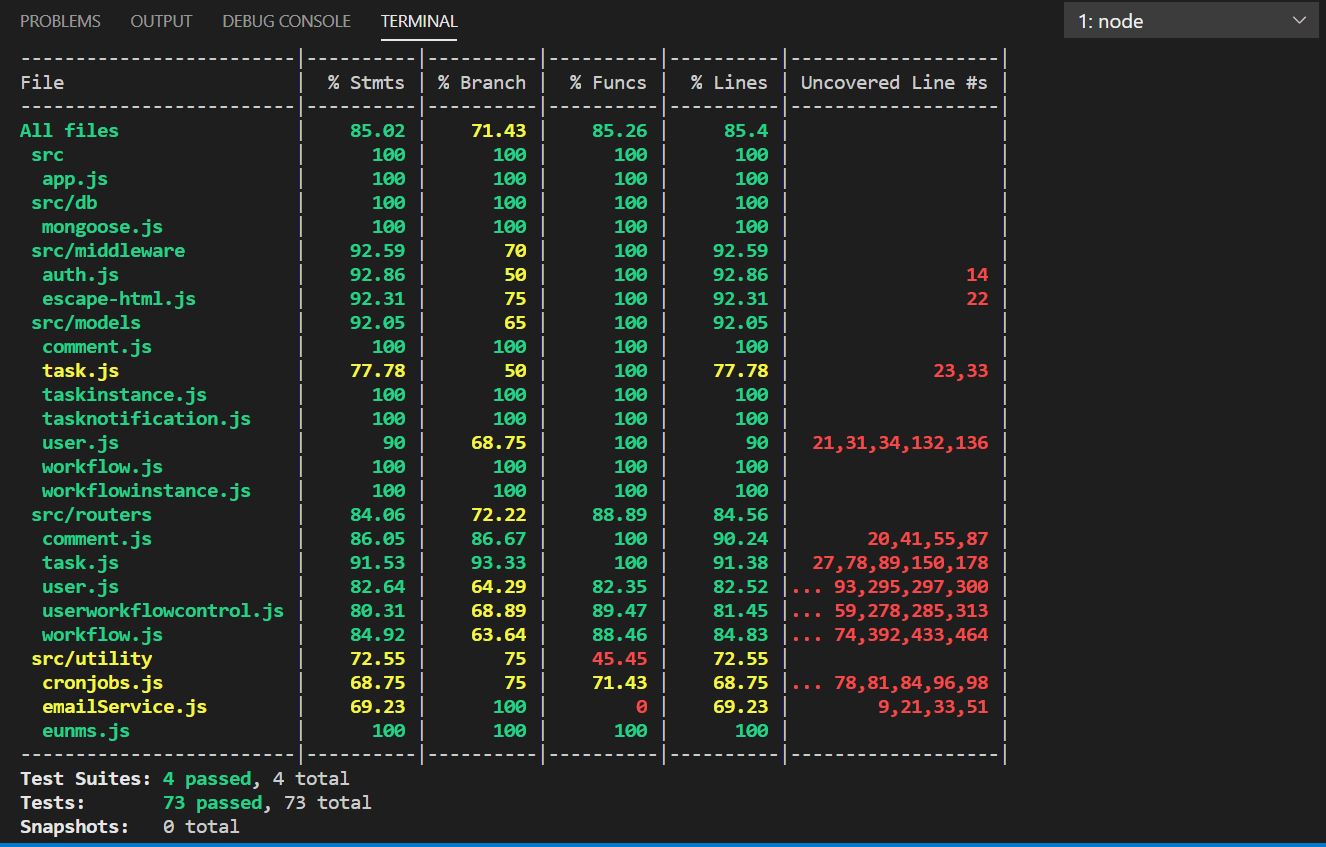 PROBLEMS OUTPUT DEBUG CONSOLE TERMINAL 1: node
-------------------------|----------|----------|----------|----------|-------------------|
File                     |  % Stmts | % Branch |  % Funcs |  % Lines | Uncovered Line #s |
-------------------------|----------|----------|----------|----------|-------------------|
All files                |    85.02 |    71.43 |    85.26 |     85.4 |                   |
 src                     |      100 |      100 |      100 |      100 |                   |
  app.js                 |      100 |      100 |      100 |      100 |                   |
 src/db                  |      100 |      100 |      100 |      100 |                   |
  mongoose.js            |      100 |      100 |      100 |      100 |                   |
 src/middleware          |    92.59 |       70 |      100 |    92.59 |                   |
  auth.js                |    92.86 |       50 |      100 |    92.86 |                14 |
  escape-html.js         |    92.31 |       75 |      100 |    92.31 |                22 |
 src/models              |    92.05 |       65 |      100 |    92.05 |                   |
  comment.js             |      100 |      100 |      100 |      100 |                   |
  task.js                |    77.78 |       50 |      100 |    77.78 |             23,33 |
  taskinstance.js        |      100 |      100 |      100 |      100 |                   |
  tasknotification.js    |      100 |      100 |      100 |      100 |                   |
  user.js                |       90 |    68.75 |      100 |       90 |  21,31,34,132,136 |
  workflow.js            |      100 |      100 |      100 |      100 |                   |
  workflowinstance.js    |      100 |      100 |      100 |      100 |                   |
 src/routers             |    84.06 |    72.22 |    88.89 |    84.56 |                   |
  comment.js             |    86.05 |    86.67 |      100 |    90.24 |       20,41,55,87 |
  task.js                |    91.53 |    93.33 |      100 |    91.38 |  27,78,89,150,178 |
  user.js                |    82.64 |    64.29 |    82.35 |    82.52 |... 93,295,297,300 |
  userworkflowcontrol.js |    80.31 |    68.89 |    89.47 |    81.45 |... 59,278,285,313 |
  workflow.js            |    84.92 |    63.64 |    88.46 |    84.83 |... 74,392,433,464 |
 src/utility             |    72.55 |       75 |    45.45 |    72.55 |                   |
  cronjobs.js            |    68.75 |       75 |    71.43 |    68.75 |... 78,81,84,96,98 |
  emailService.js        |    69.23 |      100 |        0 |    69.23 |        9,21,33,51 |
  eunms.js               |      100 |      100 |      100 |      100 |                   |
-------------------------|----------|----------|----------|----------|-------------------|
Test Suites: 4 passed, 4 total
Tests:       73 passed, 73 total
Snapshots:   0 total